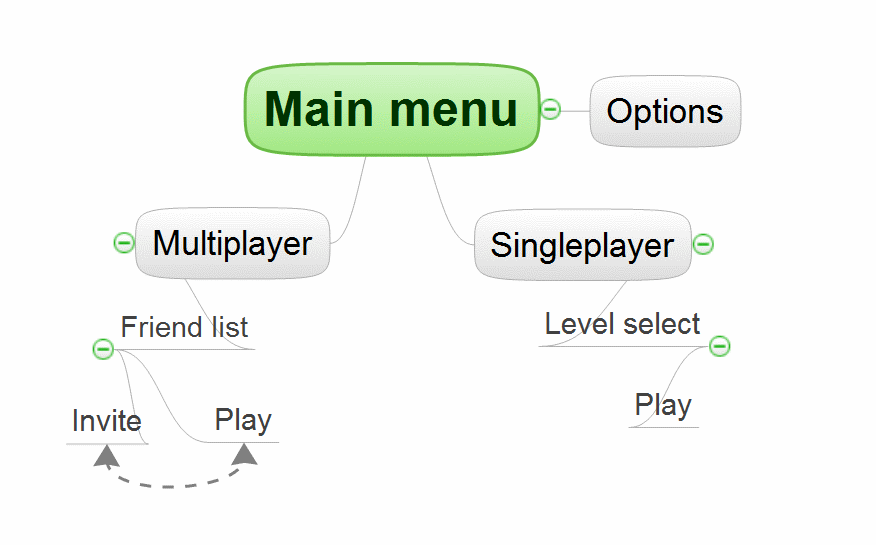 Main menu
Options
Multiplayer
Singleplayer
Friend list
Level select
Invite
Play
Play